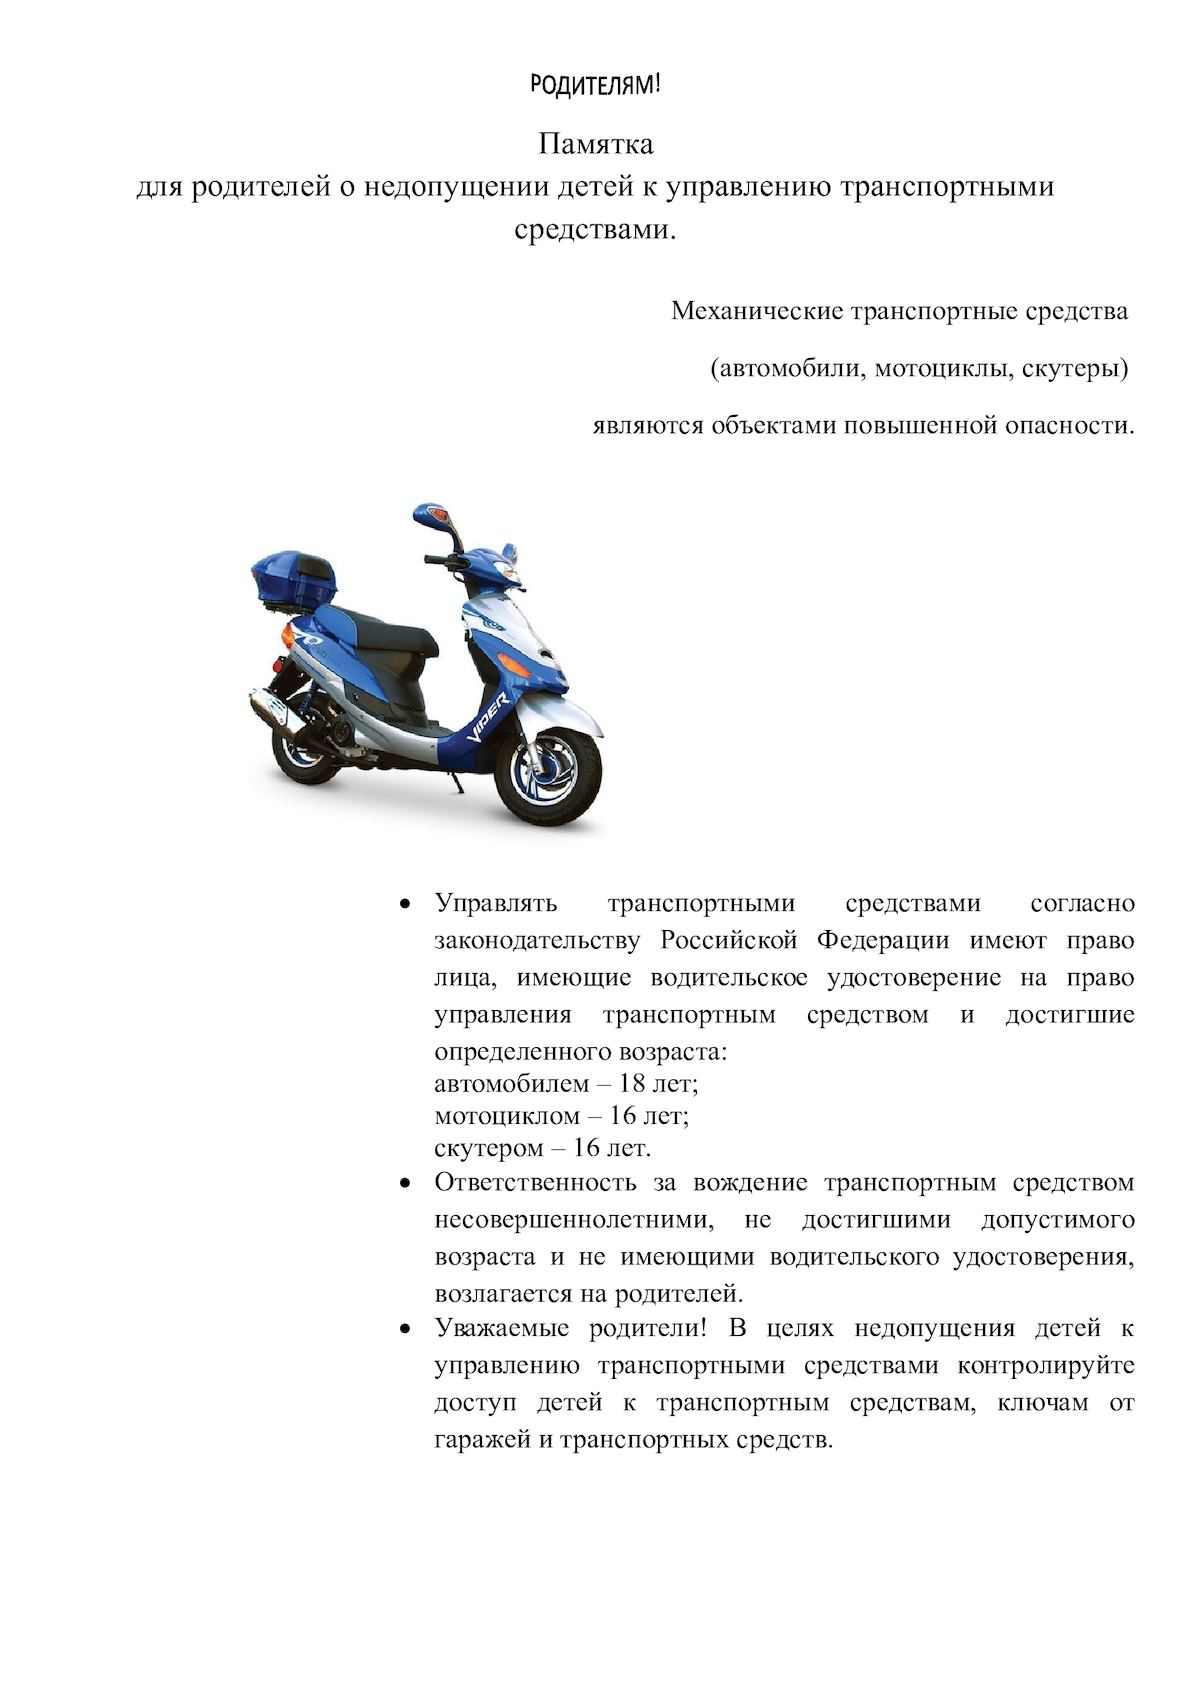 РОДИТЕЛЯМ!
Памятка
для родителей о недопущении детей к управлению транспортными
средствами.
Механические транспортные средства
(автомобили, мотоциклы, скутеры)
являются объектами повышенной опасности.
VIPER
• Управлять транспортными средствами согласно
законодательству Российской Федерации имеют право
лица, имеющие водительское удостоверение на право
управления транспортным средством и достигшие
определенного возраста:
автомобилем – 18 лет;
мотоциклом – 16 лет;
скутером – 16 лет.
• Ответственность за вождение транспортным средством
несовершеннолетними, не достигшими допустимого
возраста и не имеющими водительского удостоверения,
возлагается на родителей.
• Уважаемые родители! В целях недопущения детей к
управлению транспортными средствами контролируйте
доступ детей к транспортным средствам, ключам от
гаражей и транспортных средств.